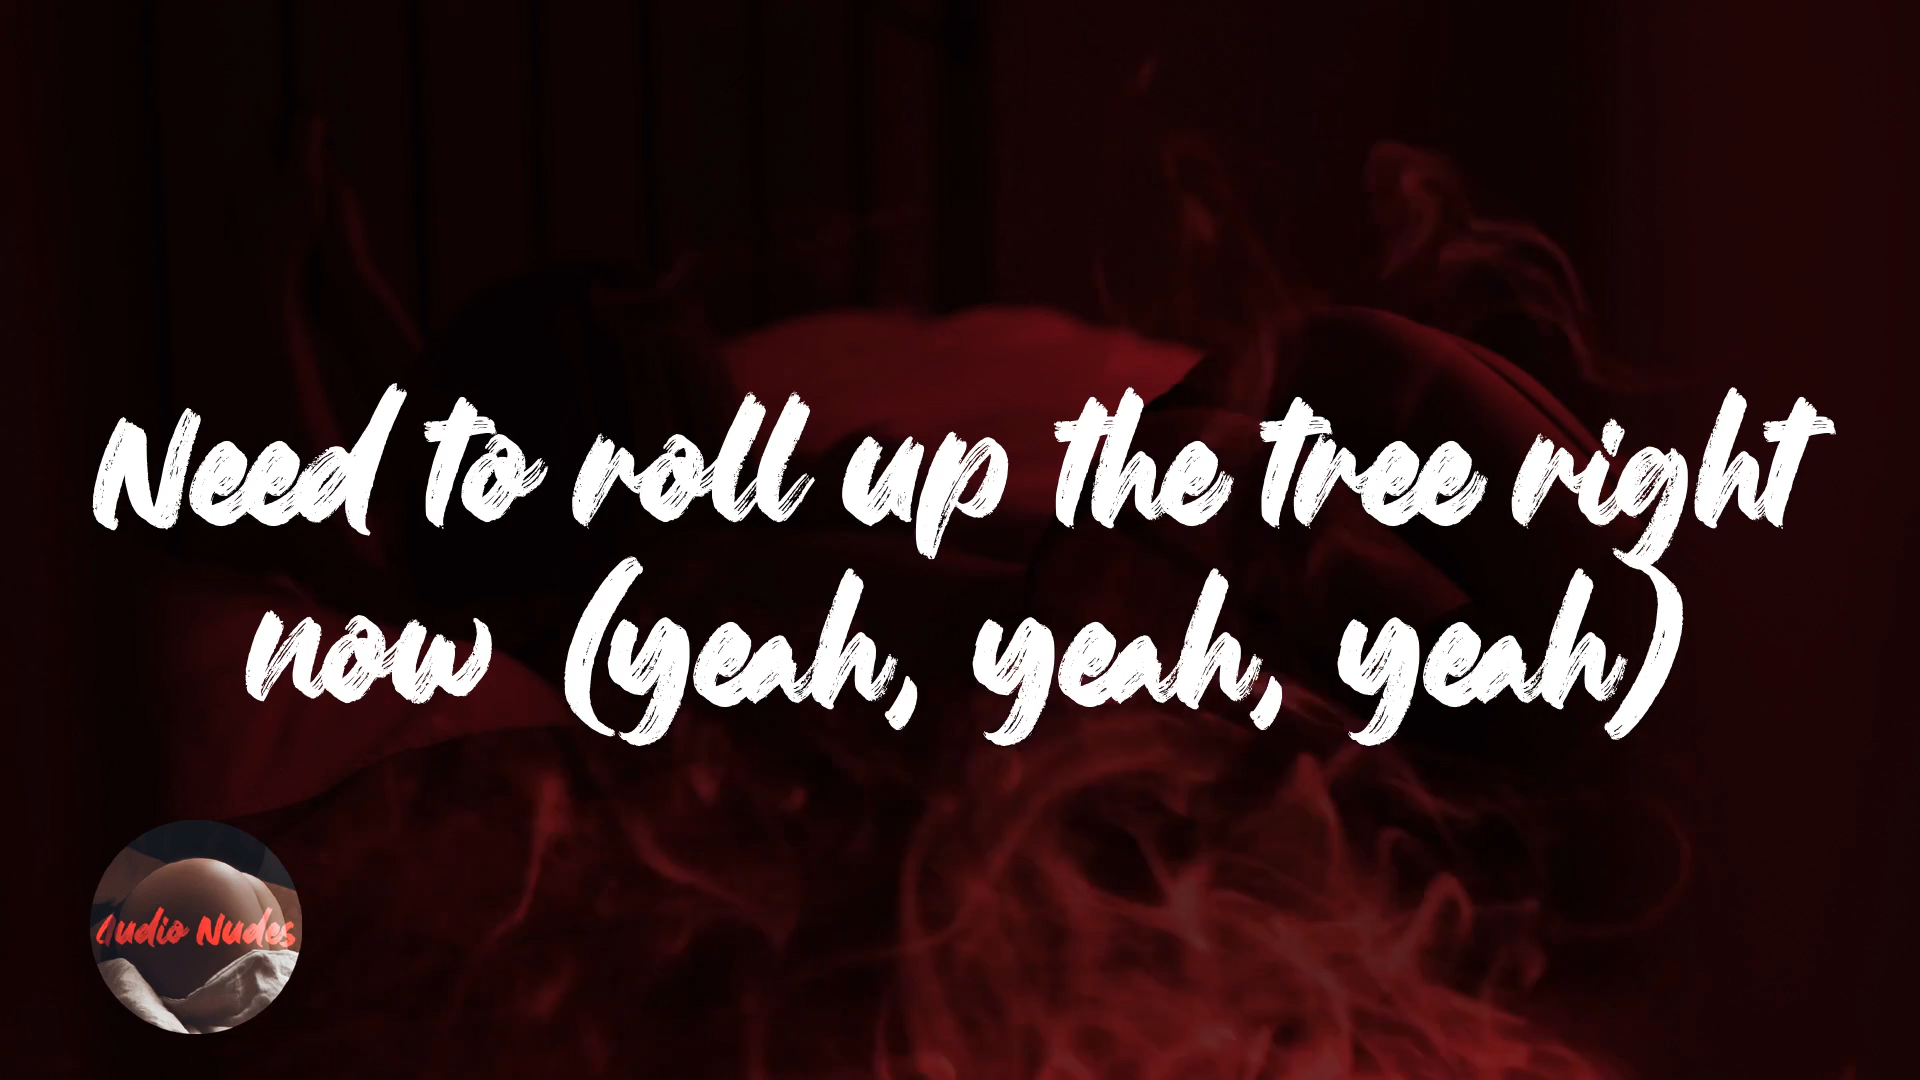 Need to roll up the tree right
now (yeah, yeah, yeah)
Audio Nudes